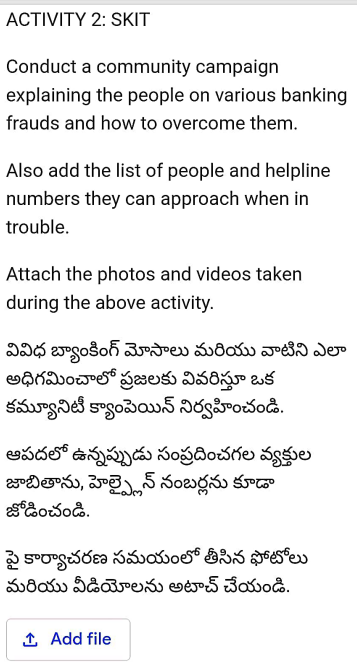 ACTIVITY 2: SKIT
Conduct a community campaign
explaining the people on various banking
frauds and how to overcome them.
Also add the list of people and helpline
numbers they can approach when in
trouble.
Attach the photos and videos taken
during the above activity.
వివిధ బ్యాంకింగ్ మోసాలు మరియు వాటిని ఎలా
అధిగమించాలో ప్రజలకు వివరిస్తూ ఒక
కమ్యూనిటీ క్యాంపెయిన్ నిర్వహించండి.
ఆపదలో ఉన్నప్పుడు సంప్రదించగల వ్యక్తుల
జాబితాను, హెల్ప్లైన్ నంబర్లను కూడా
జోడించండి.
పై కార్యాచరణ సమయంలో తీసిన ఫోటోలు
మరియు వీడియోలను అటాచ్ చేయండి.
Add file